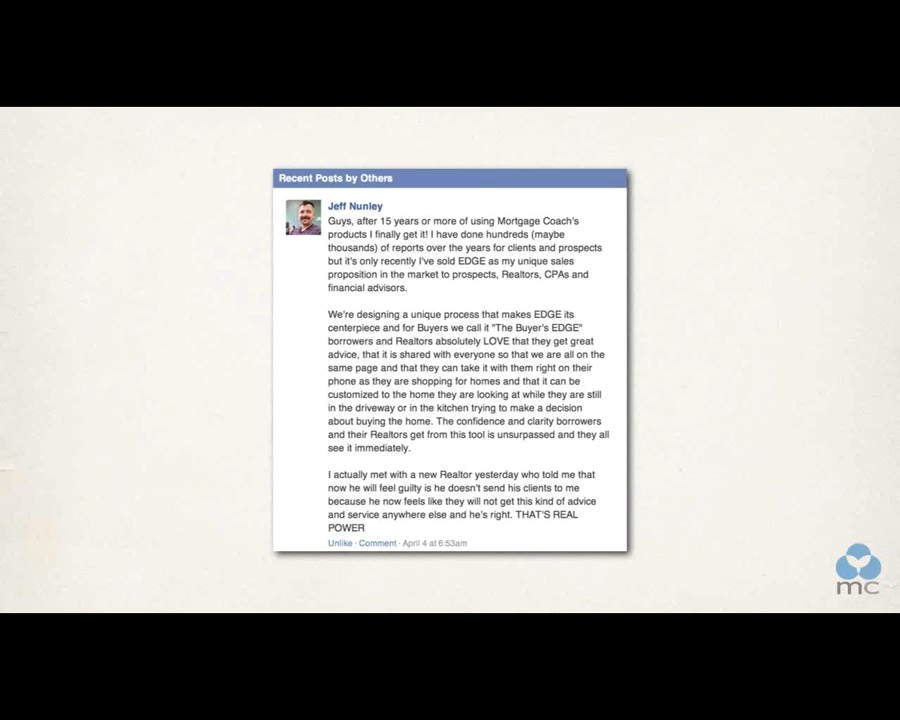 Recent Posts by Others
Jeff Nunley
Guys, after 15 years or more of using Mortgage Coach's
products I finally get it! I have done hundreds (maybe
thousands) of reports over the years for clients and prospects
but it's only recently I've sold EDGE as my unique sales
proposition in the market to prospects, Realtors, CPAs and
financial advisors.
We're designing a unique process that makes EDGE its
centerpiece and for Buyers we call it "The Buyer's EDGE"
borrowers and Realtors absolutely LOVE that they get great
advice, that it is shared with everyone so that we are all on the
same page and that they can take it with them right on their
phone as they are shopping for homes and that it can be
customized to the home they are looking at while they are still
in the driveway or in the kitchen trying to make a decision
about buying the home. The confidence and clarity borrowers
and their Realtors get from this tool is unsurpassed and they all
see it immediately.
I actually met with a new Realtor yesterday who told me that
now he will feel guilty is he doesn't send his clients to me
because he now feels like they will not get this kind of advice
and service anywhere else and he's right. THAT'S REAL
POWER
Unlike · Comment · April 4 at 6:53am
mc